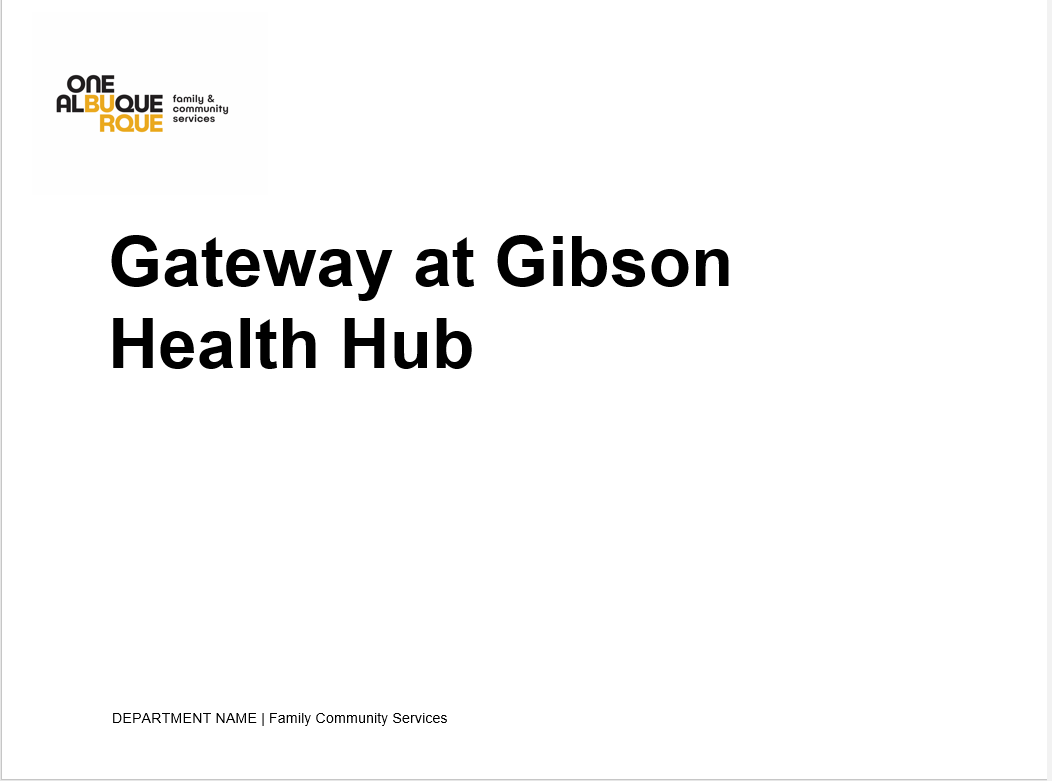 ONE
ALBUQUE
RQUE
family &
community
services
Gateway at Gibson
Health Hub
DEPARTMENT NAME | Family Community Services